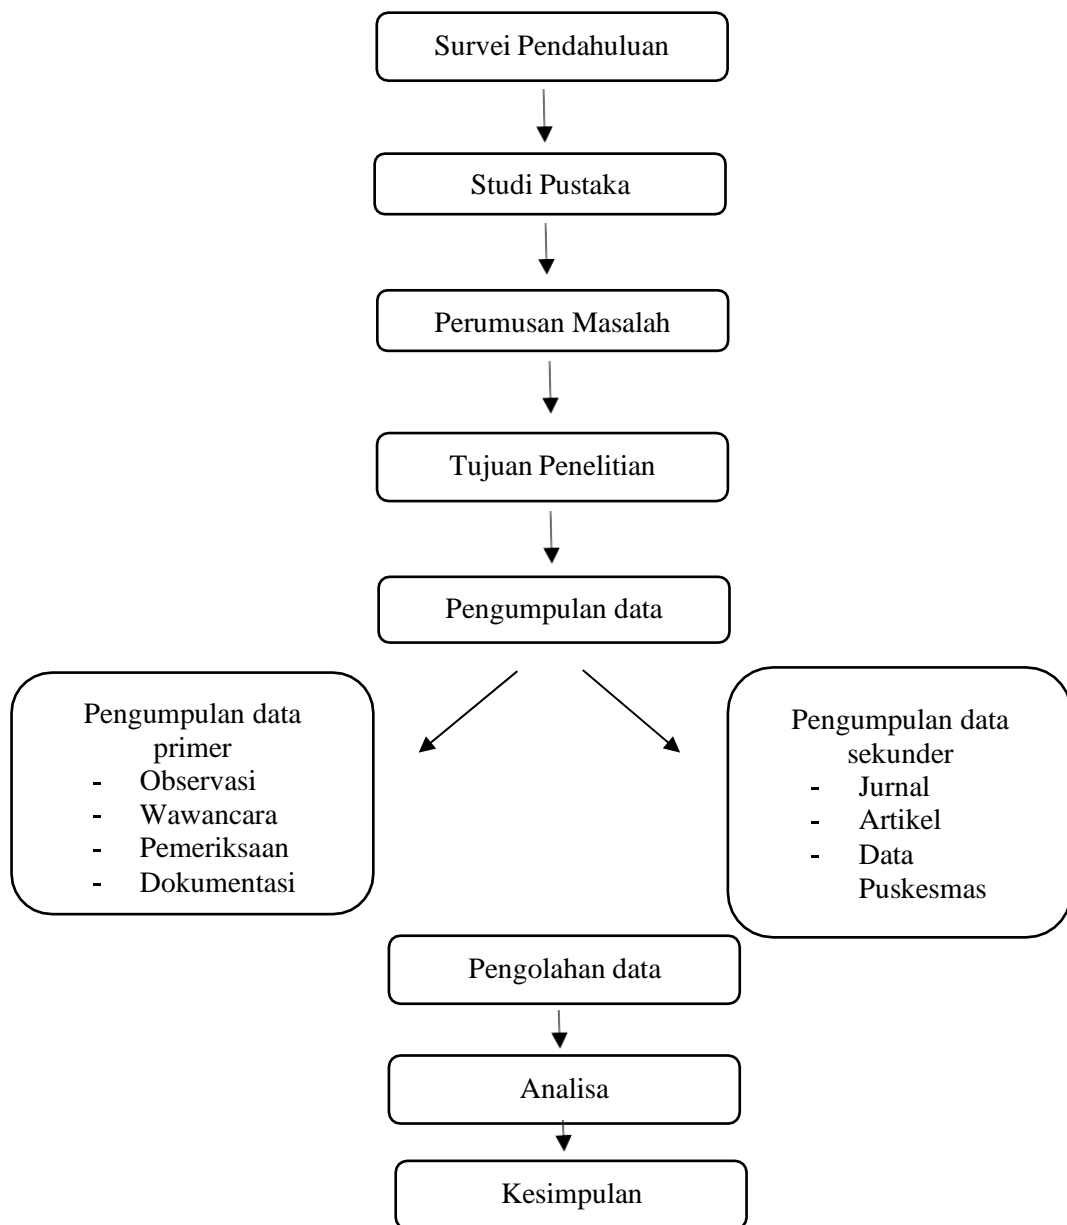 Survei Pendahuluan
Studi Pustaka
Perumusan Masalah
Tujuan Penelitian
Pengumpulan data
Pengumpulan data
primer
- Observasi
- Wawancara
- Pemeriksaan
- Dokumentasi
Pengumpulan data
sekunder
- Jurnal
- Artikel
- Data
Puskesmas
Pengolahan data
Analisa
Kesimpulan